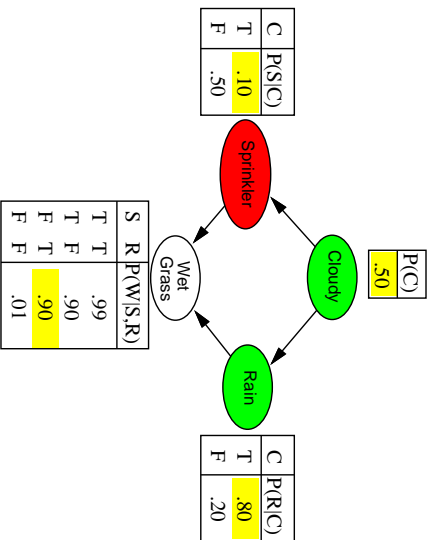 P(C)
.50
Cloudy
C P(S|C)
T .10
F .50
Sprinkler
Rain
C P(R|C)
T .80
F .20
Wet
Grass
S R P(W|S,R)
T T .99
T F .90
F T .90
F F .01